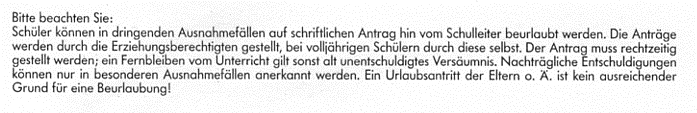 Bitte beachten Sie:
Schüler können in dringenden Ausnahmefällen auf schriftlichen Antrag hin vom Schulleiter beurlaubt werden. Die Anträge
werden durch die Erziehungsberechtigten gestellt, bei volljährigen Schülern durch diese selbst. Der Antrag muss rechtzeitig
gestellt werden; ein Fernbleiben vom Unterricht gilt sonst alt unentschuldigtes Versäumnis. Nachträgliche Entschuldigungen
können nur in besonderen Ausnahmefällen anerkannt werden. Ein Urlaubsantritt der Eltern o. Ä. ist kein ausreichender
Grund für eine Beurlaubung!